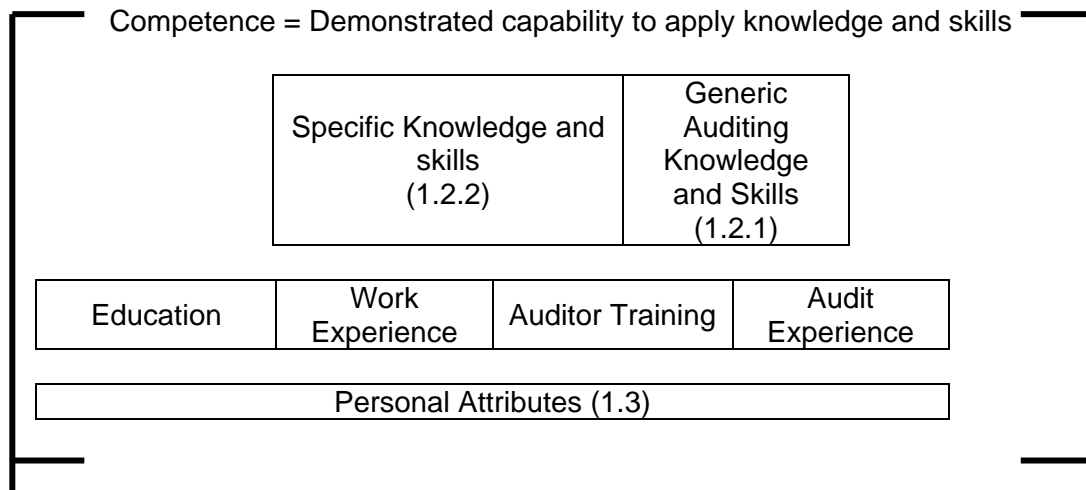 Competence = Demonstrated capability to apply knowledge and skills
Specific Knowledge and
skills
(1.2.2)
Generic
Auditing
Knowledge
and Skills
(1.2.1)
Education
Work
Experience
Auditor Training
Audit
Experience
Personal Attributes (1.3)